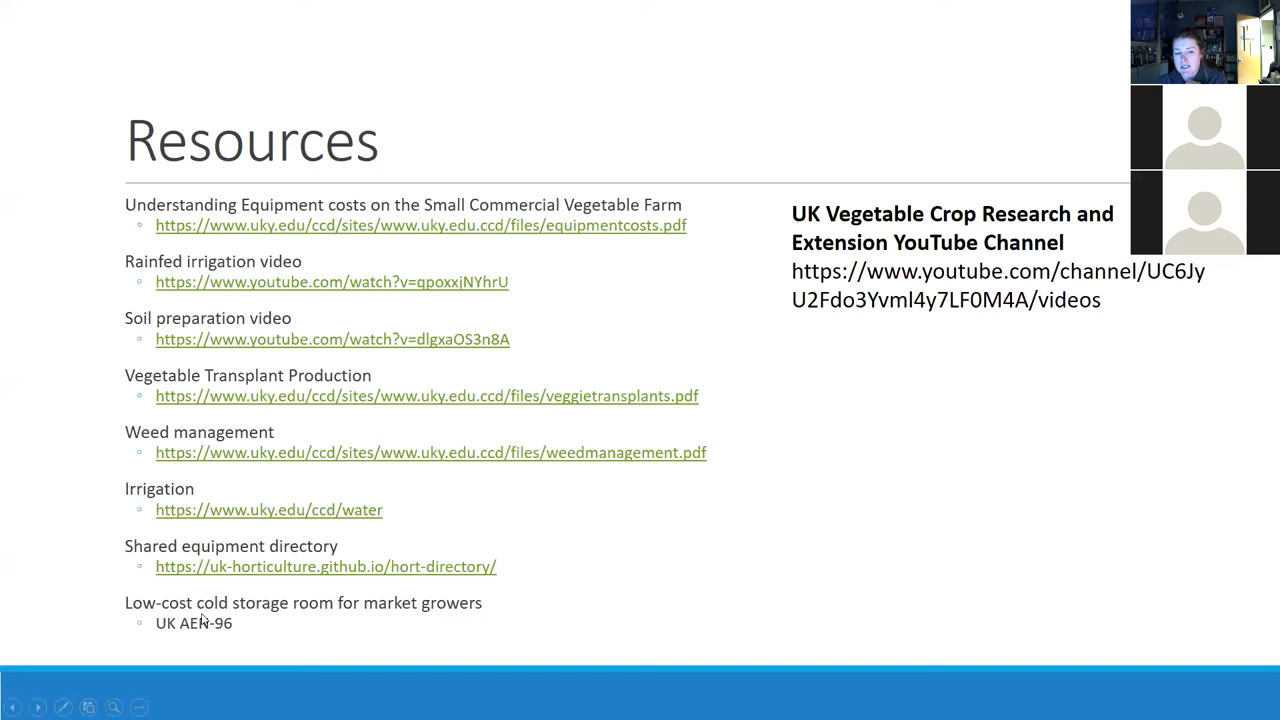 Resources
Understanding Equipment costs on the Small Commercial Vegetable Farm
https://www.uky.edu/ccd/sites/www.uky.edu.ccd/files/equipmentcosts.pdf
Rainfed irrigation video
https://www.youtube.com/watch?v=qpoxxjNYhrU
Soil preparation video
https://www.youtube.com/watch?v=dlgxaOS3n8A
Vegetable Transplant Production
https://www.uky.edu/ccd/sites/www.uky.edu.ccd/files/veggietransplants.pdf
Weed management
https://www.uky.edu/ccd/sites/www.uky.edu.ccd/files/weedmanagement.pdf
Irrigation
https://www.uky.edu/ccd/water
Shared equipment directory
https://uk-horticulture.github.io/hort-directory/
Low-cost cold storage room for market growers
UK AEN-96
UK Vegetable Crop Research and
Extension YouTube Channel
https://www.youtube.com/channel/UC6Jy
U2Fdo3Yvml4y7LF0M4A/videos